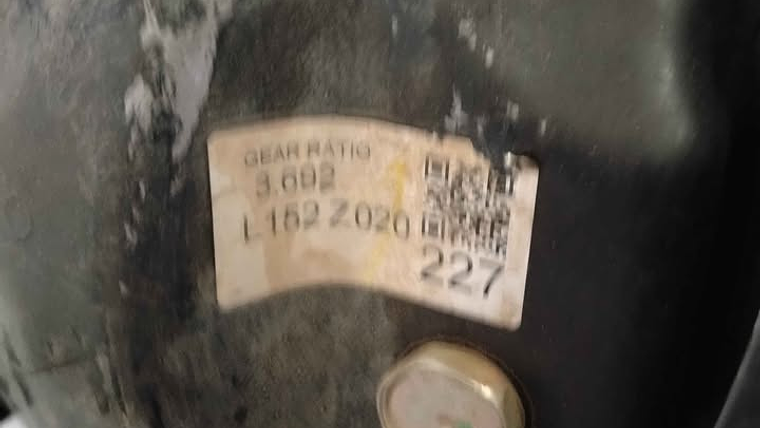 GEAR RATIO
3.692
L152 Z020
227